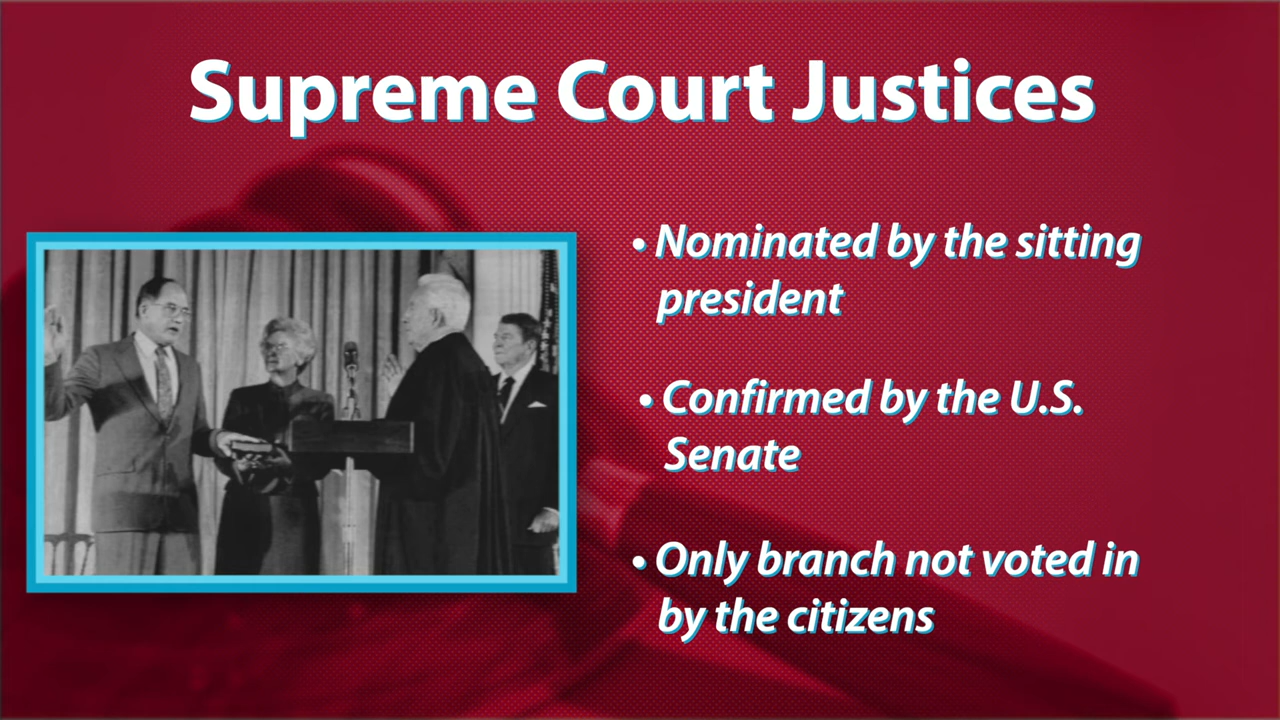 Supreme Court Justices
• Nominated by the sitting
president
• Confirmed by the U.S.
Senate
• Only branch not voted in
by the citizens